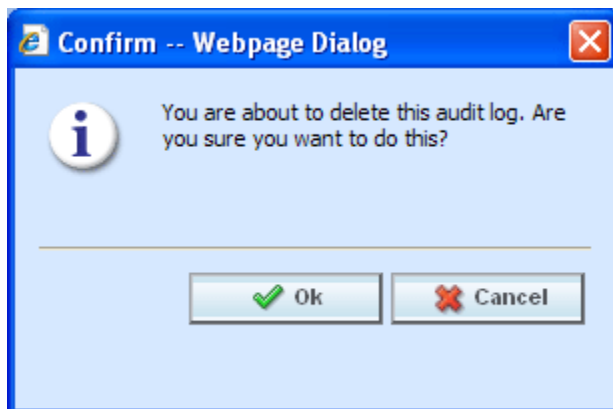 Confirm -- Webpage Dialog
You are about to delete this audit log. Are
you sure you want to do this?
Ok
Cancel